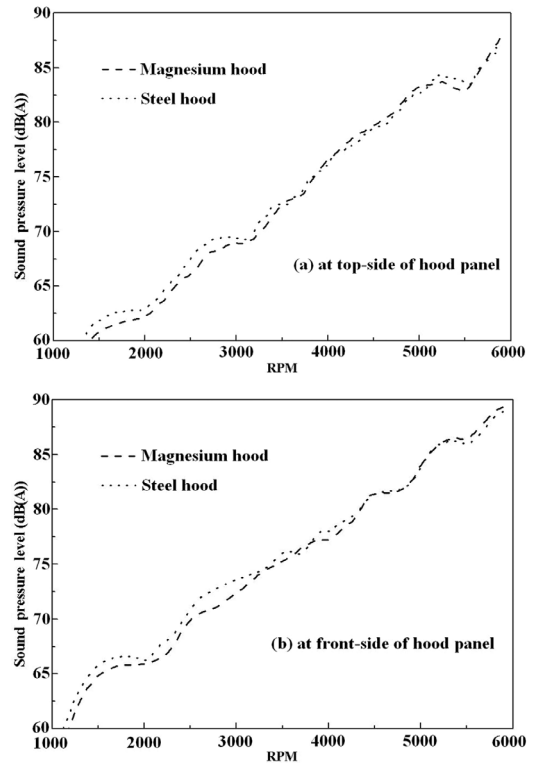 90
85
80
75
70
65
60
Sound pressure level (dB(A))
Magnesium hood
Steel hood
(a) at top-side of hood panel
1000 2000 3000 4000 5000 6000
RPM
90
85
80
75
70
65
60
Sound pressure level (dB(A))
Magnesium hood
Steel hood
(b) at front-side of hood panel
1000 2000 3000 4000 5000 6000
RPM